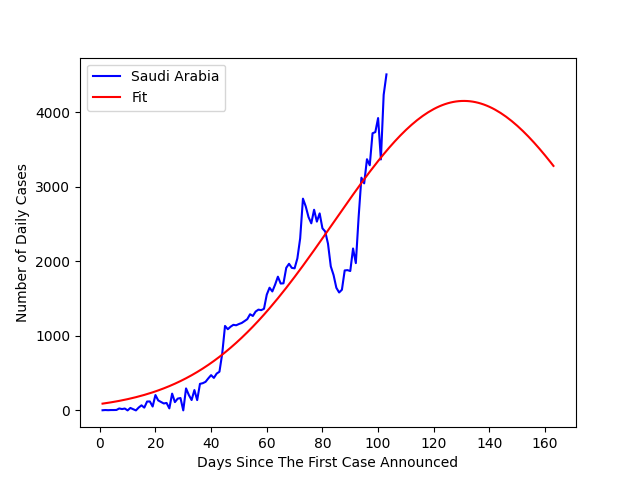 Saudi Arabia
Fit
Number of Daily Cases
4000
3000
2000
1000
0
0 20 40 60 80 100 120 140 160
Days Since The First Case Announced